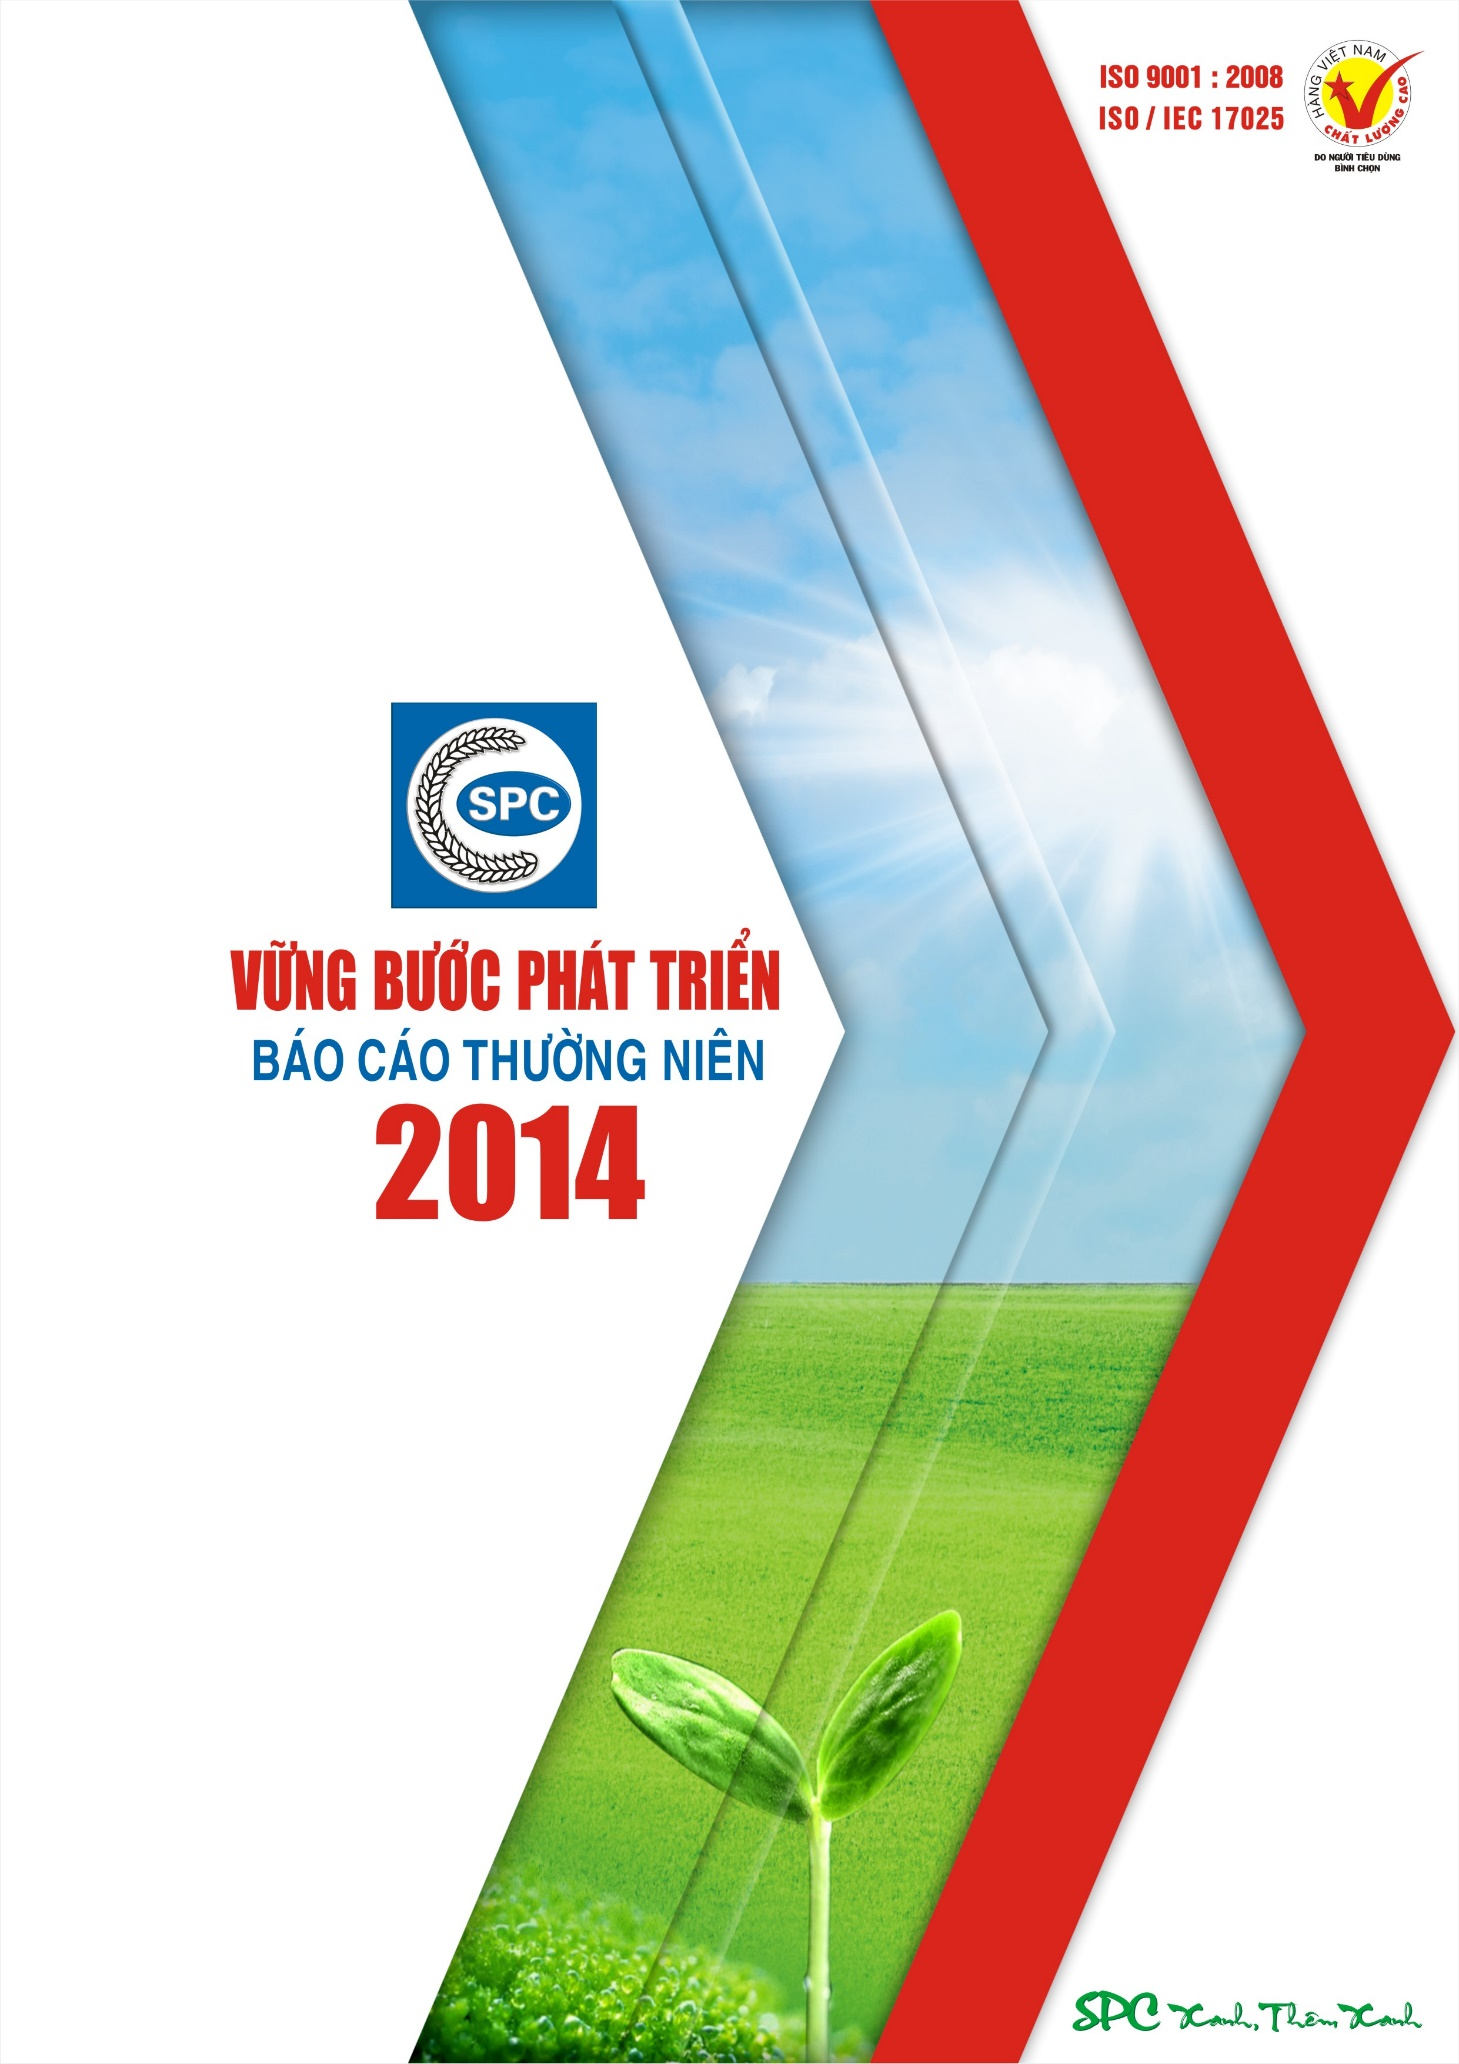 ISO 9001 : 2008
ISO / IEC 17025
HÀNG VIỆT NAM
CHẤT LƯỢNG CAO
DO NGƯỜI TIÊU DÙNG
BÌNH CHỌN
SPC
VỮNG BƯỚC PHÁT TRIỂN
BÁO CÁO THƯỜNG NIÊN
2014
SPC Xanh, Thêm Xanh